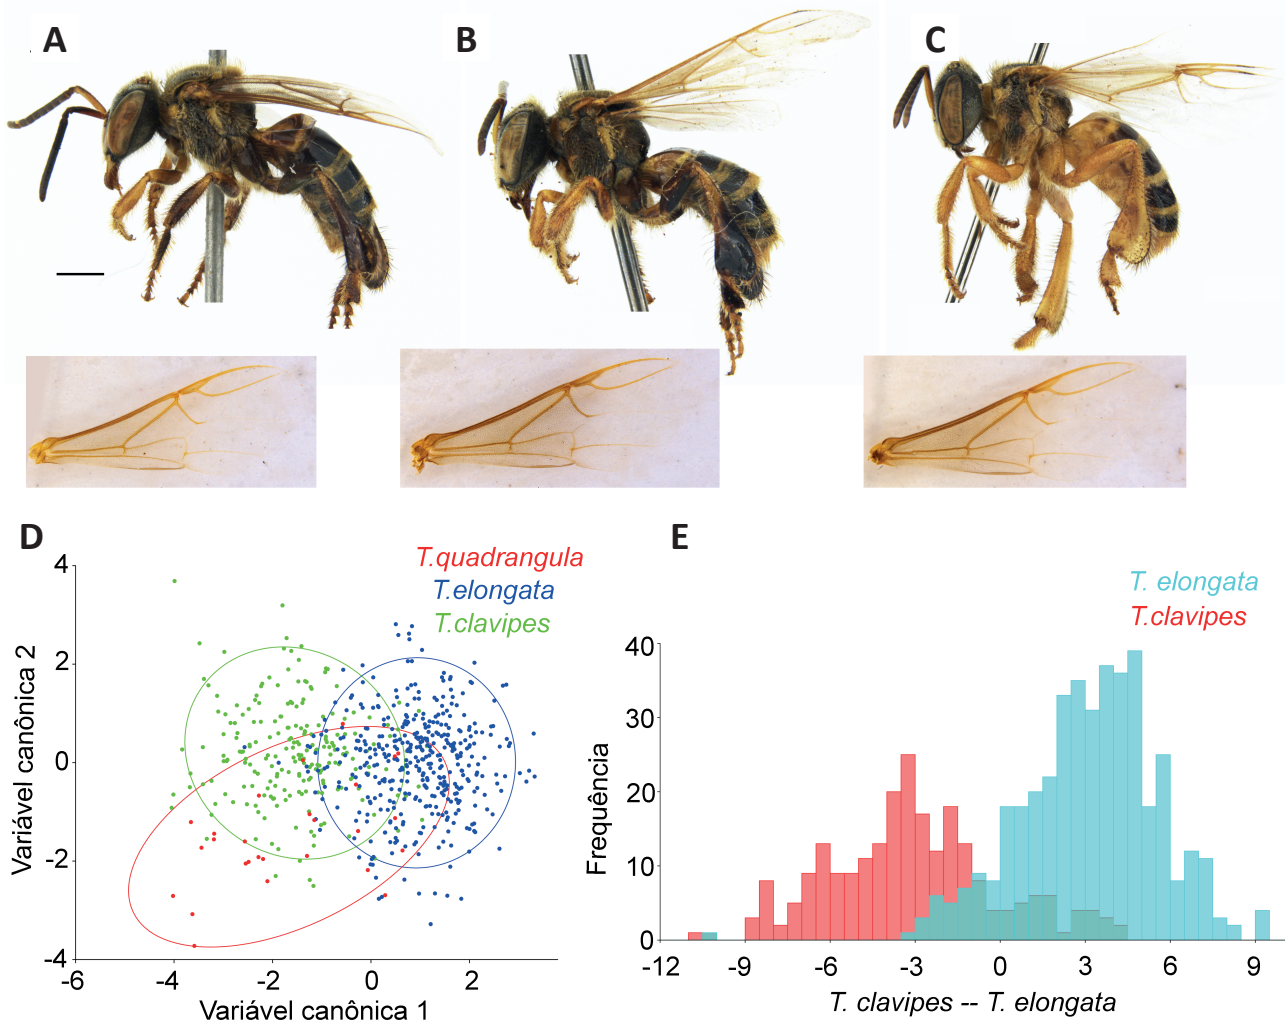 A
B
C
D
T.quadrangula
T.elongata
T.clavipes
4
2
0
-2
-4
-6
-4
-2
0
2
Variável canônica 2
Variável canônica 1
E
T. elongata
T.clavipes
40
30
20
10
0
-12
-9
-6
-3
0
3
6
9
Frequência
T. clavipes -- T. elongata